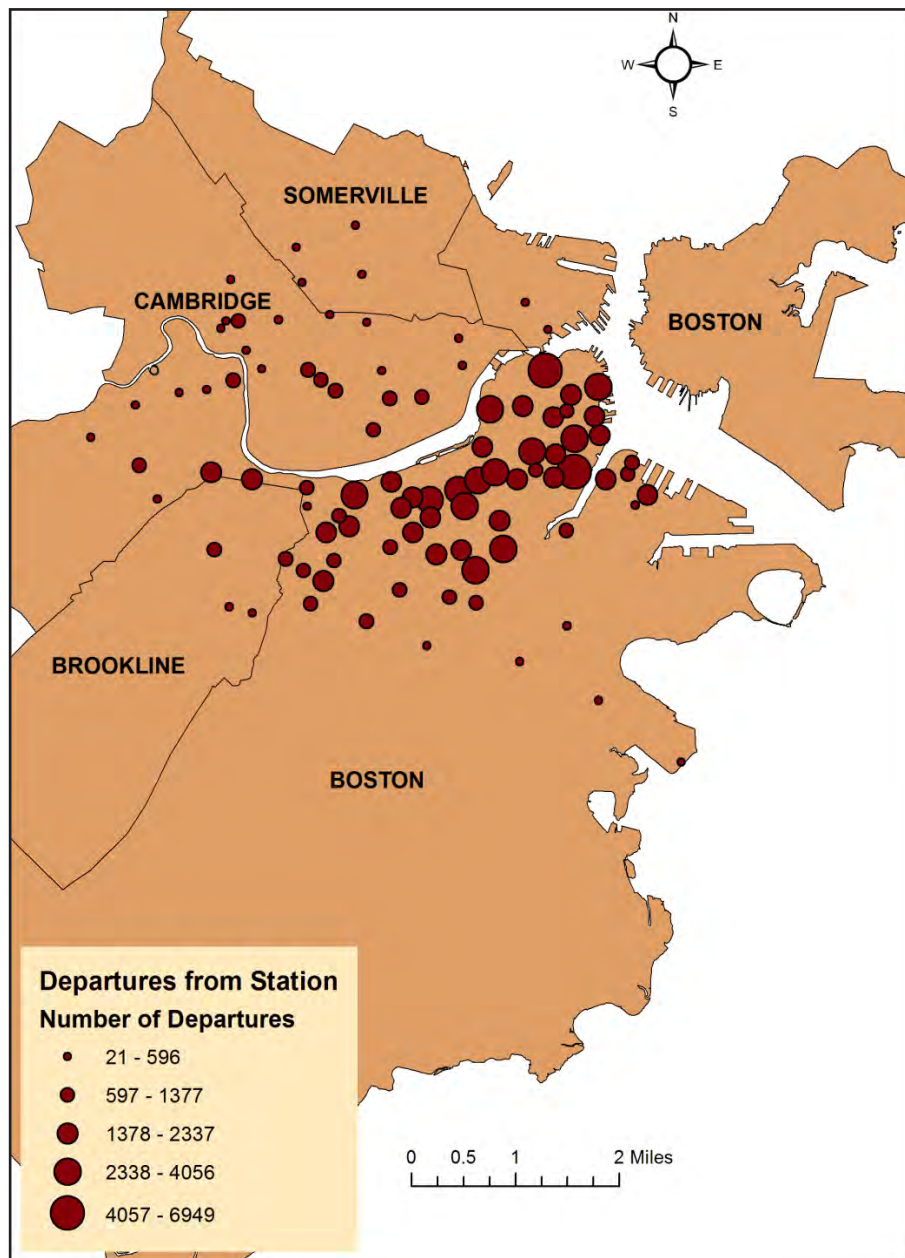 N
W E
S
A
SOMERVILLE
CAMBRIDGE
BOSTON
BROOKLINE
BOSTON
Departures from Station
Number of Departures
21 - 596
597 - 1377
1378 - 2337
2338 - 4056
4057 - 6949
0 0.5 1 2 Miles